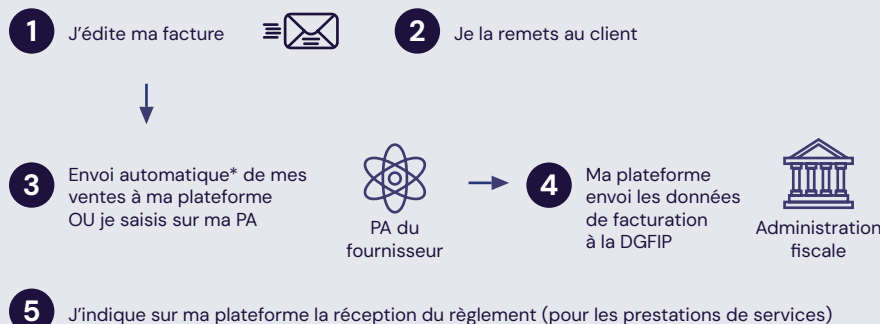 1 J'édite ma facture
2 Je la remets au client
3 Envoi automatique* de mes
ventes à ma plateforme
OU je saisis sur ma PA
PA du
fournisseur
4 Ma plateforme
envoi les données
de facturation
à la DGFIP
Administration
fiscale
5 J'indique sur ma plateforme la réception du règlement (pour les prestations de services)